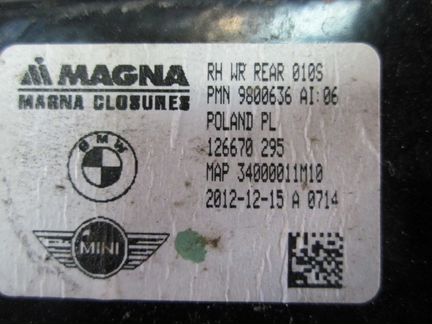 MAGNA
MAGNA CLOSURES
BMW
MINI
RH WR REAR 010S
PMN 9800636 AI:06
POLAND PL
126670 295
MAP 34000011M10
2012-12-15 A 0714